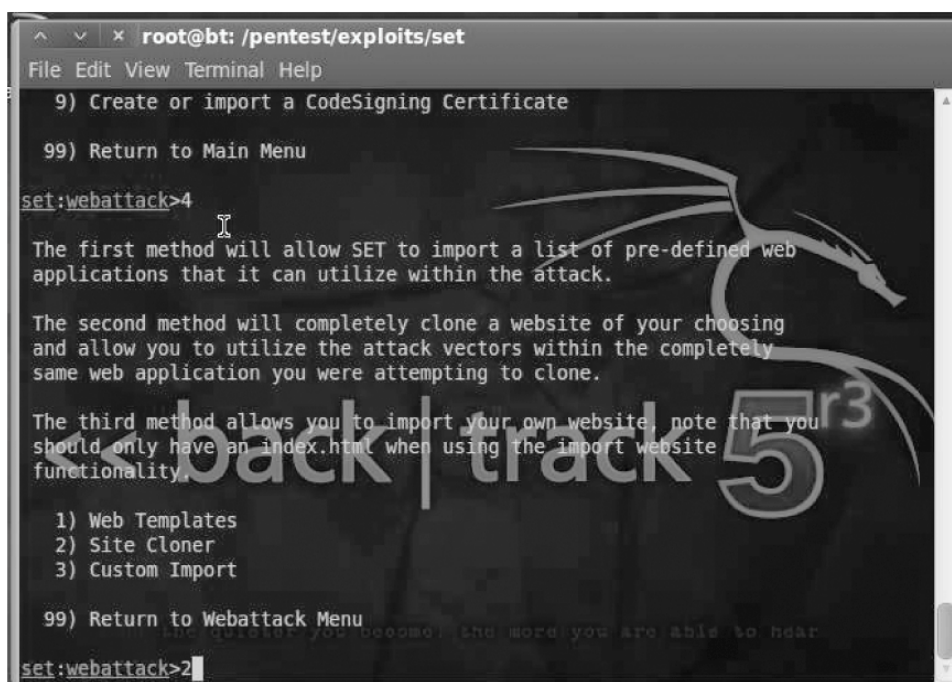 root@bt: /pentest/exploits/set
File Edit View Terminal Help
9) Create or import a CodeSigning Certificate
99) Return to Main Menu
set:webattack>4
The first method will allow SET to import a list of pre-defined web
applications that it can utilize within the attack.
The second method will completely clone a website of your choosing
and allow you to utilize the attack vectors within the completely
same web application you were attempting to clone.
The third method allows you to import your own website, note that you
should only have an index.html when using the import website
functionality.
<< back | track 5 r3
1) Web Templates
2) Site Cloner
3) Custom Import
99) Return to Webattack Menu
the quieter you become, the more you are able to hear
set:webattack>2